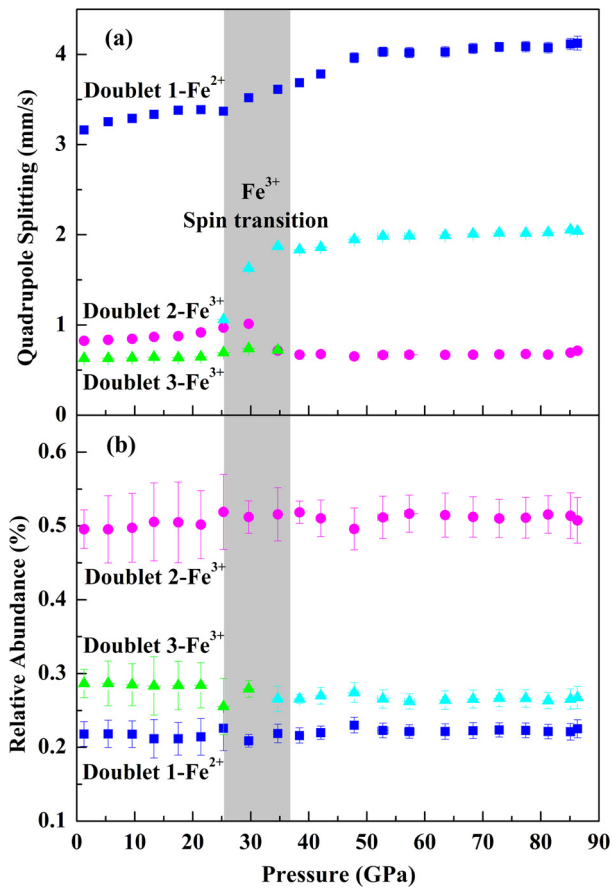 (a)
4
Doublet 1-Fe2+
3
Fe3+
Spin transition
2
Doublet 2-Fe3+
1
Doublet 3-Fe3+
0
Quadrupole Splitting (mm/s)
(b)
0.6
0.5
Doublet 2-Fe3+
0.4
Doublet 3-Fe3+
0.3
0.2
Doublet 1-Fe2+
0.1
Relative Abundance (%)
0 10 20 30 40 50 60 70 80 90
Pressure (GPa)